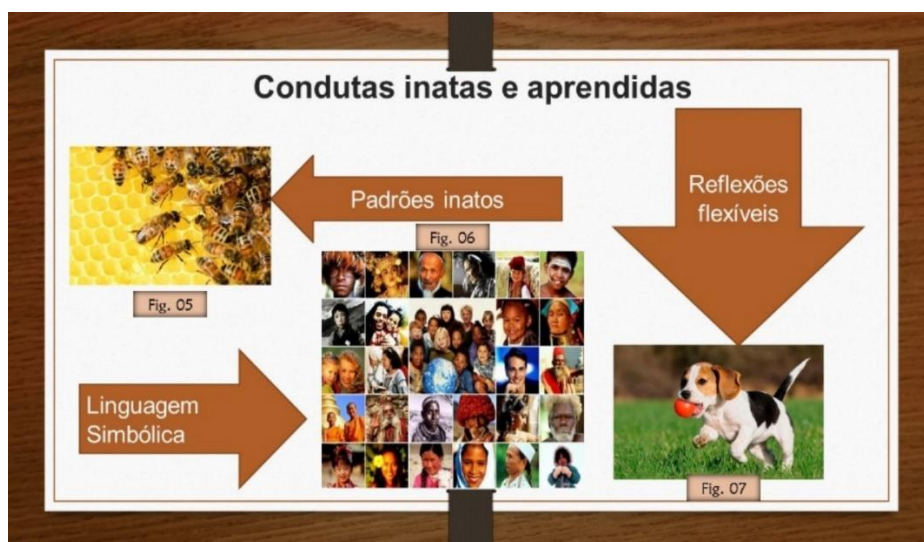 Condutas inatas e aprendidas
Padrões inatos
Fig. 06
Reflexões
flexíveis
Fig. 05
Linguagem
Simbólica
Fig. 07